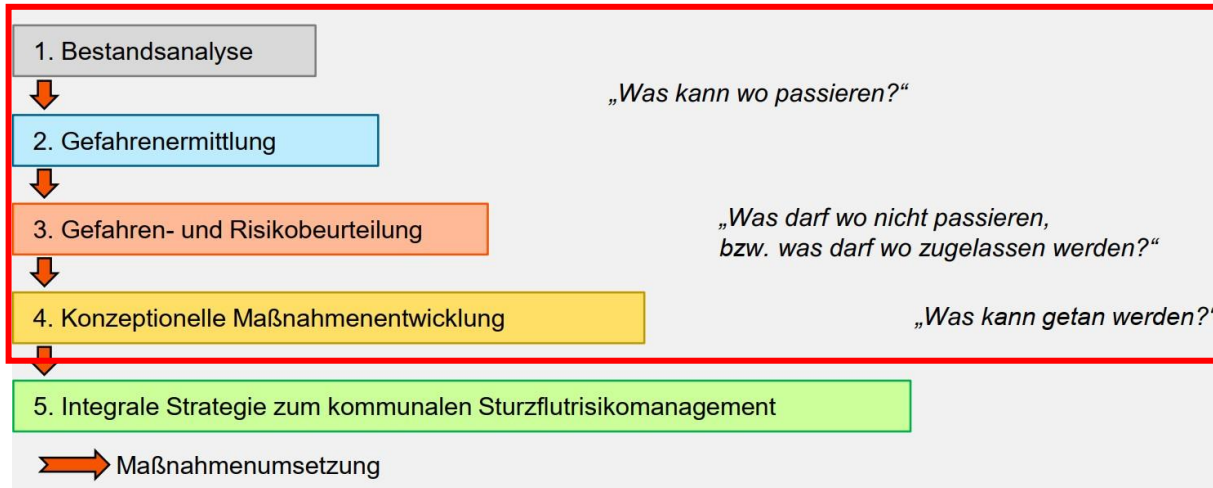 1. Bestandsanalyse
„Was kann wo passieren?“
2. Gefahrenermittlung
3. Gefahren- und Risikobeurteilung
„Was darf wo nicht passieren,
bzw. was darf wo zugelassen werden?“
4. Konzeptionelle Maßnahmenentwicklung
„Was kann getan werden?“
5. Integrale Strategie zum kommunalen Sturzflutrisikomanagement
Maßnahmenumsetzung